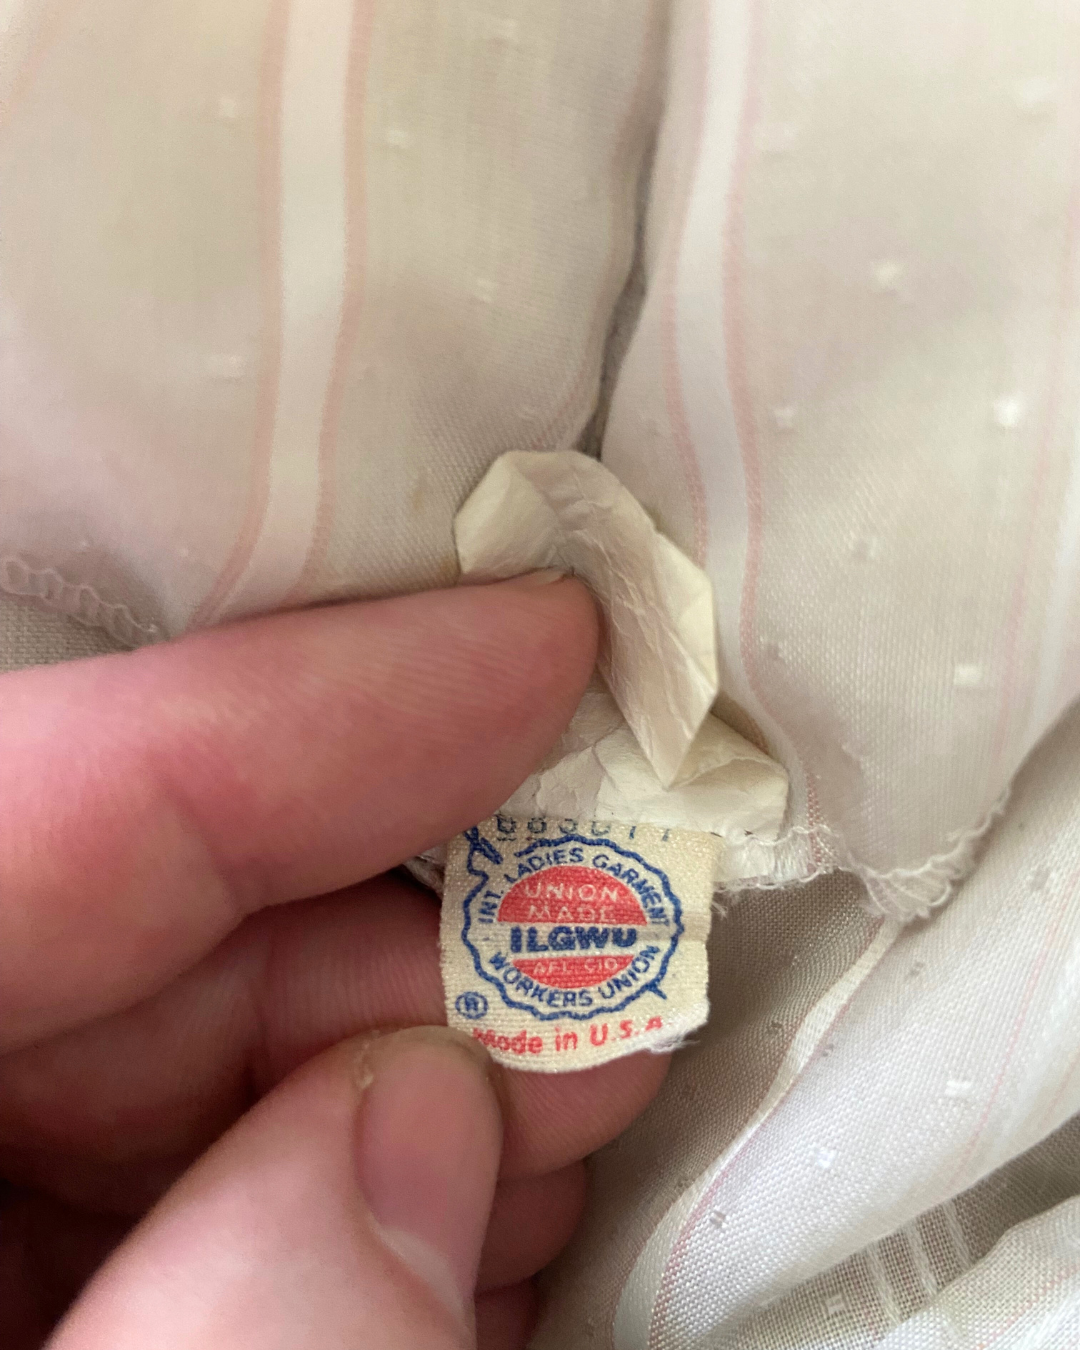 INT. LADIES GARMENT
UNION
MADE
ILGWU
AFL-CIO
WORKERS UNION
®
Made in U.S.A